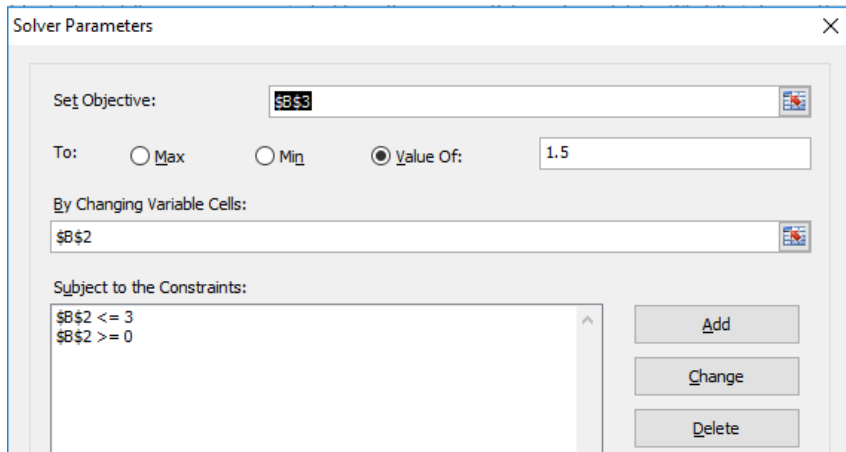 Solver Parameters
Set Objective: $B$3
To: Max Min Value Of: 1.5
By Changing Variable Cells:
$B$2
Subject to the Constraints:
$B$2 <= 3
$B$2 >= 0
Add
Change
Delete